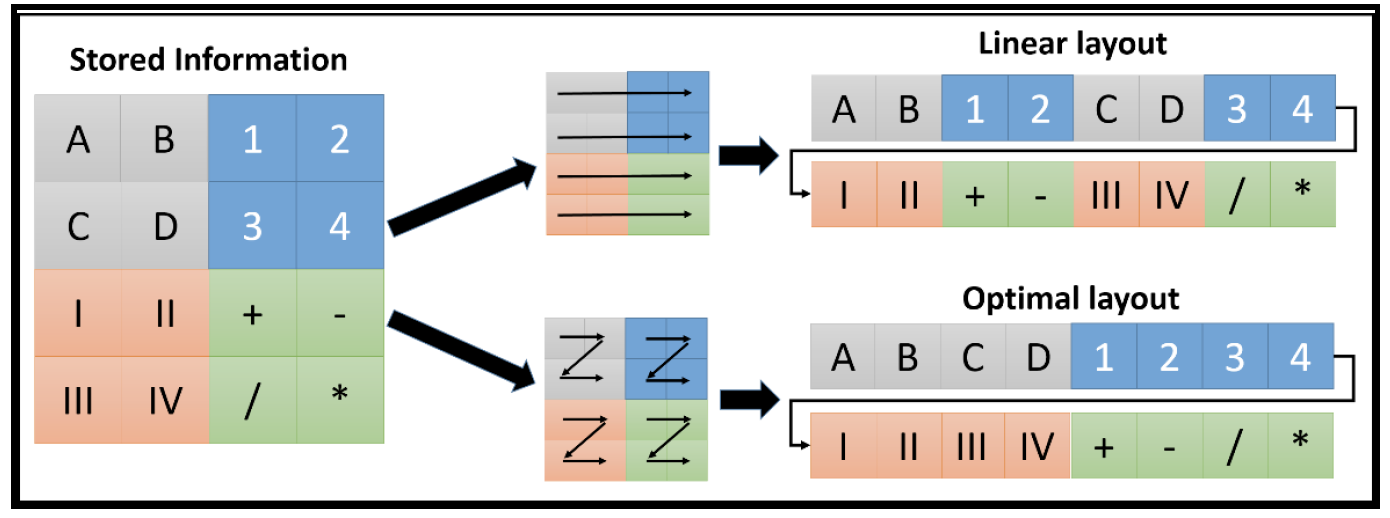 Stored Information
A B 1 2
C D 3 4
I II + -
III IV / *
Linear layout
A B 1 2 C D 3 4
I II + - III IV / *
Optimal layout
A B C D 1 2 3 4
I II III IV + - / *